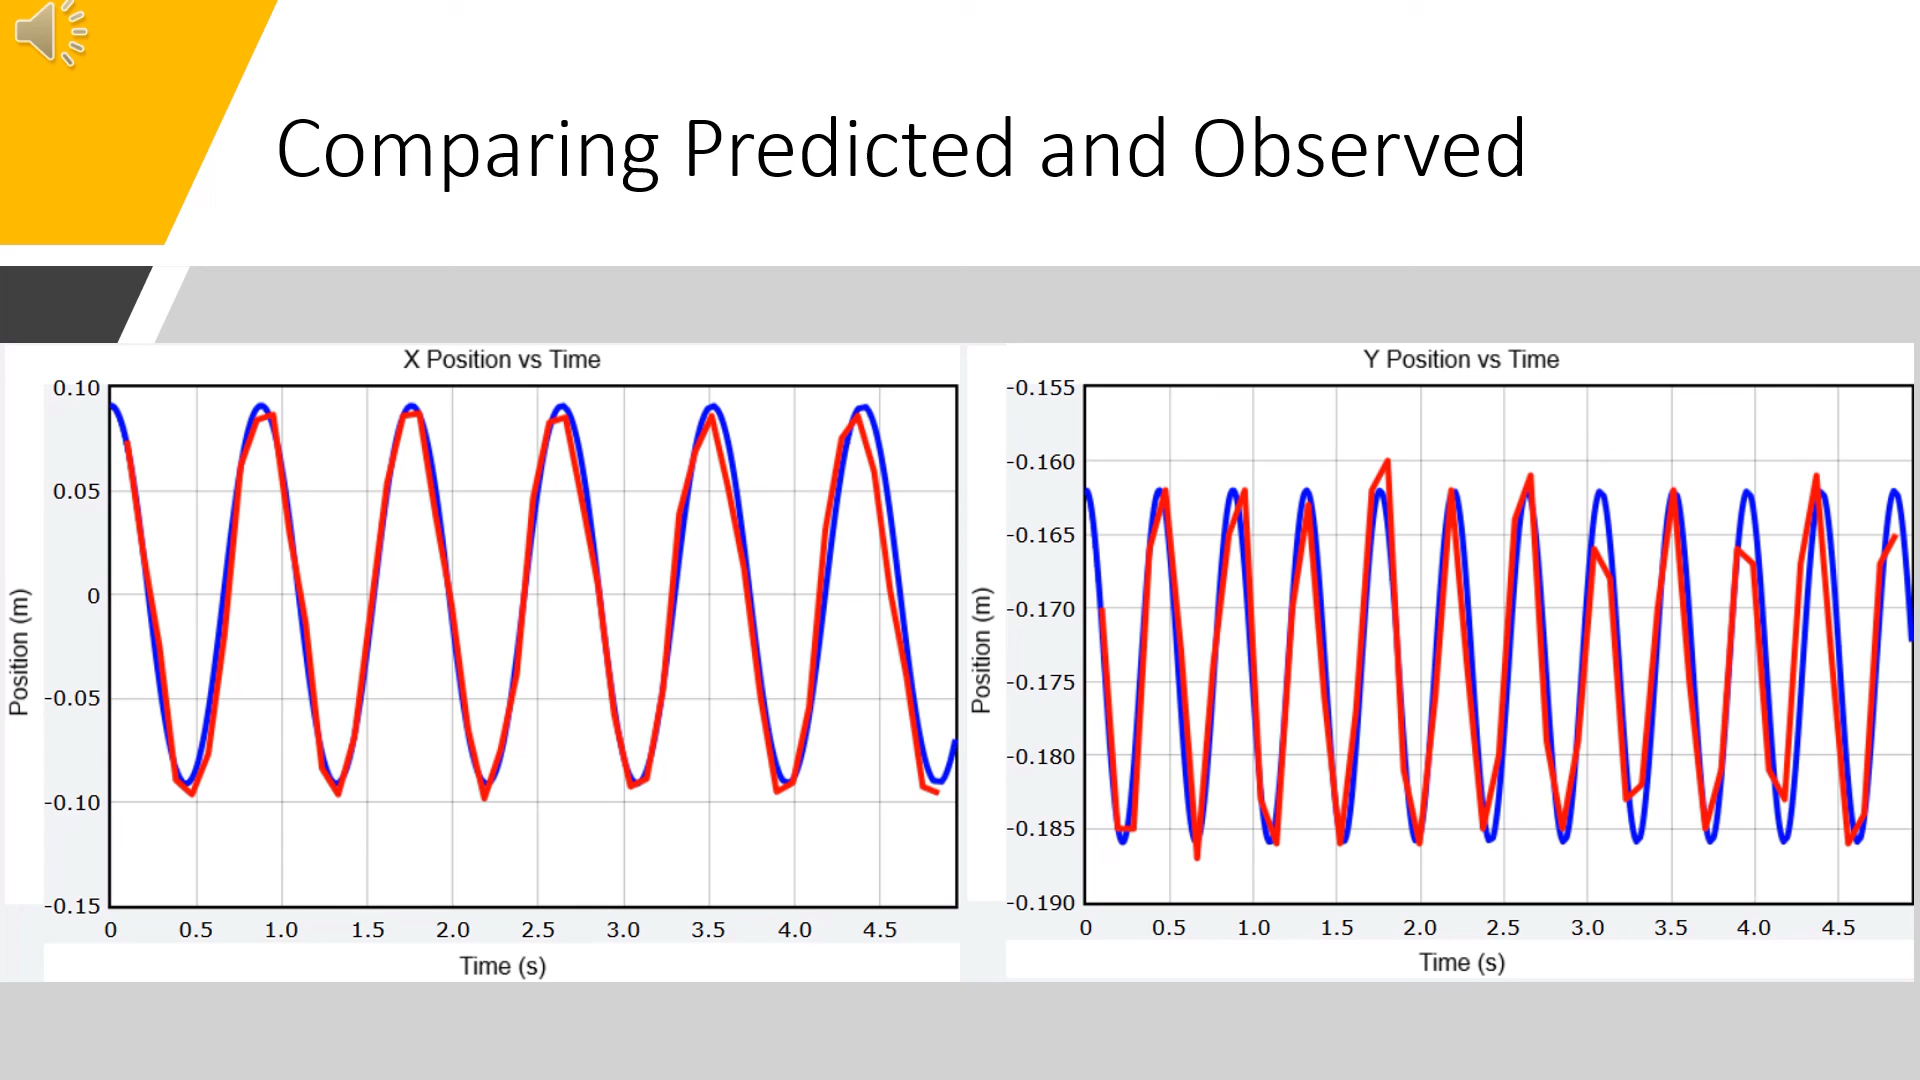 Comparing Predicted and Observed
X Position vs Time
0.10
0.05
0
-0.05
-0.10
-0.15
Position (m)
0 0.5 1.0 1.5 2.0 2.5 3.0 3.5 4.0 4.5
Time (s)
Y Position vs Time
-0.155
-0.160
-0.165
-0.170
-0.175
-0.180
-0.185
-0.190
Position (m)
0 0.5 1.0 1.5 2.0 2.5 3.0 3.5 4.0 4.5
Time (s)